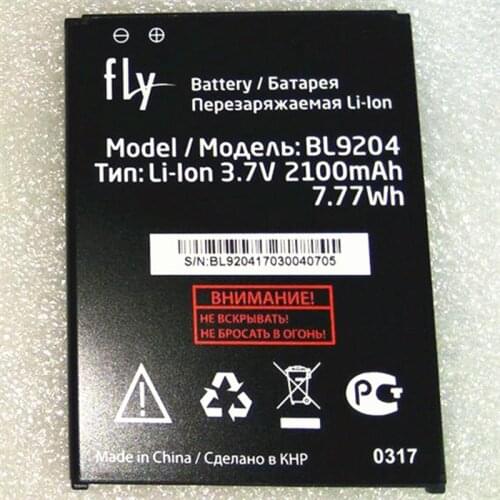 fly
Battery / Батарея
Перезаряжаемая Li-Ion
Model / Модель: BL9204
Тип: Li-Ion 3.7V 2100mAh
7.77Wh
S/N:BL920417030040705
ВНИМАНИЕ!
НЕ ВСКРЫВАТЬ!
НЕ БРОСАТЬ В ОГОНЬ!
Made in China / Сделано в КНР
0317